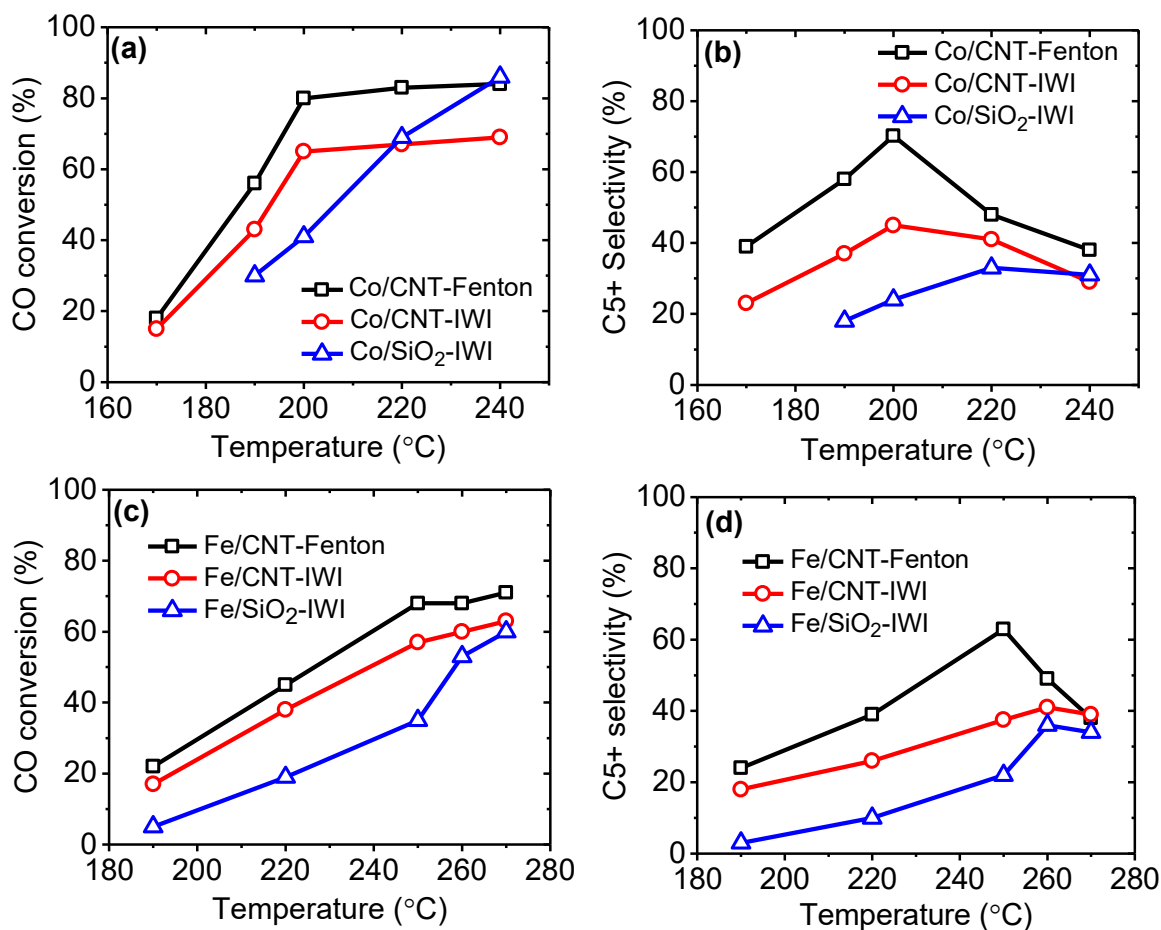 (a)
CO conversion (%)
100
80
60
40
20
0
Co/CNT-Fenton
Co/CNT-IWI
Co/SiO₂-IWI
160 180 200 220 240
Temperature (°C)
(b)
C5+ Selectivity (%)
100
80
60
40
20
0
Co/CNT-Fenton
Co/CNT-IWI
Co/SiO₂-IWI
160 180 200 220 240
Temperature (°C)
(c)
CO conversion (%)
100
80
60
40
20
0
Fe/CNT-Fenton
Fe/CNT-IWI
Fe/SiO₂-IWI
180 200 220 240 260 280
Temperature (°C)
(d)
C5+ selectivity (%)
100
80
60
40
20
0
Fe/CNT-Fenton
Fe/CNT-IWI
Fe/SiO₂-IWI
180 200 220 240 260 280
Temperature (°C)